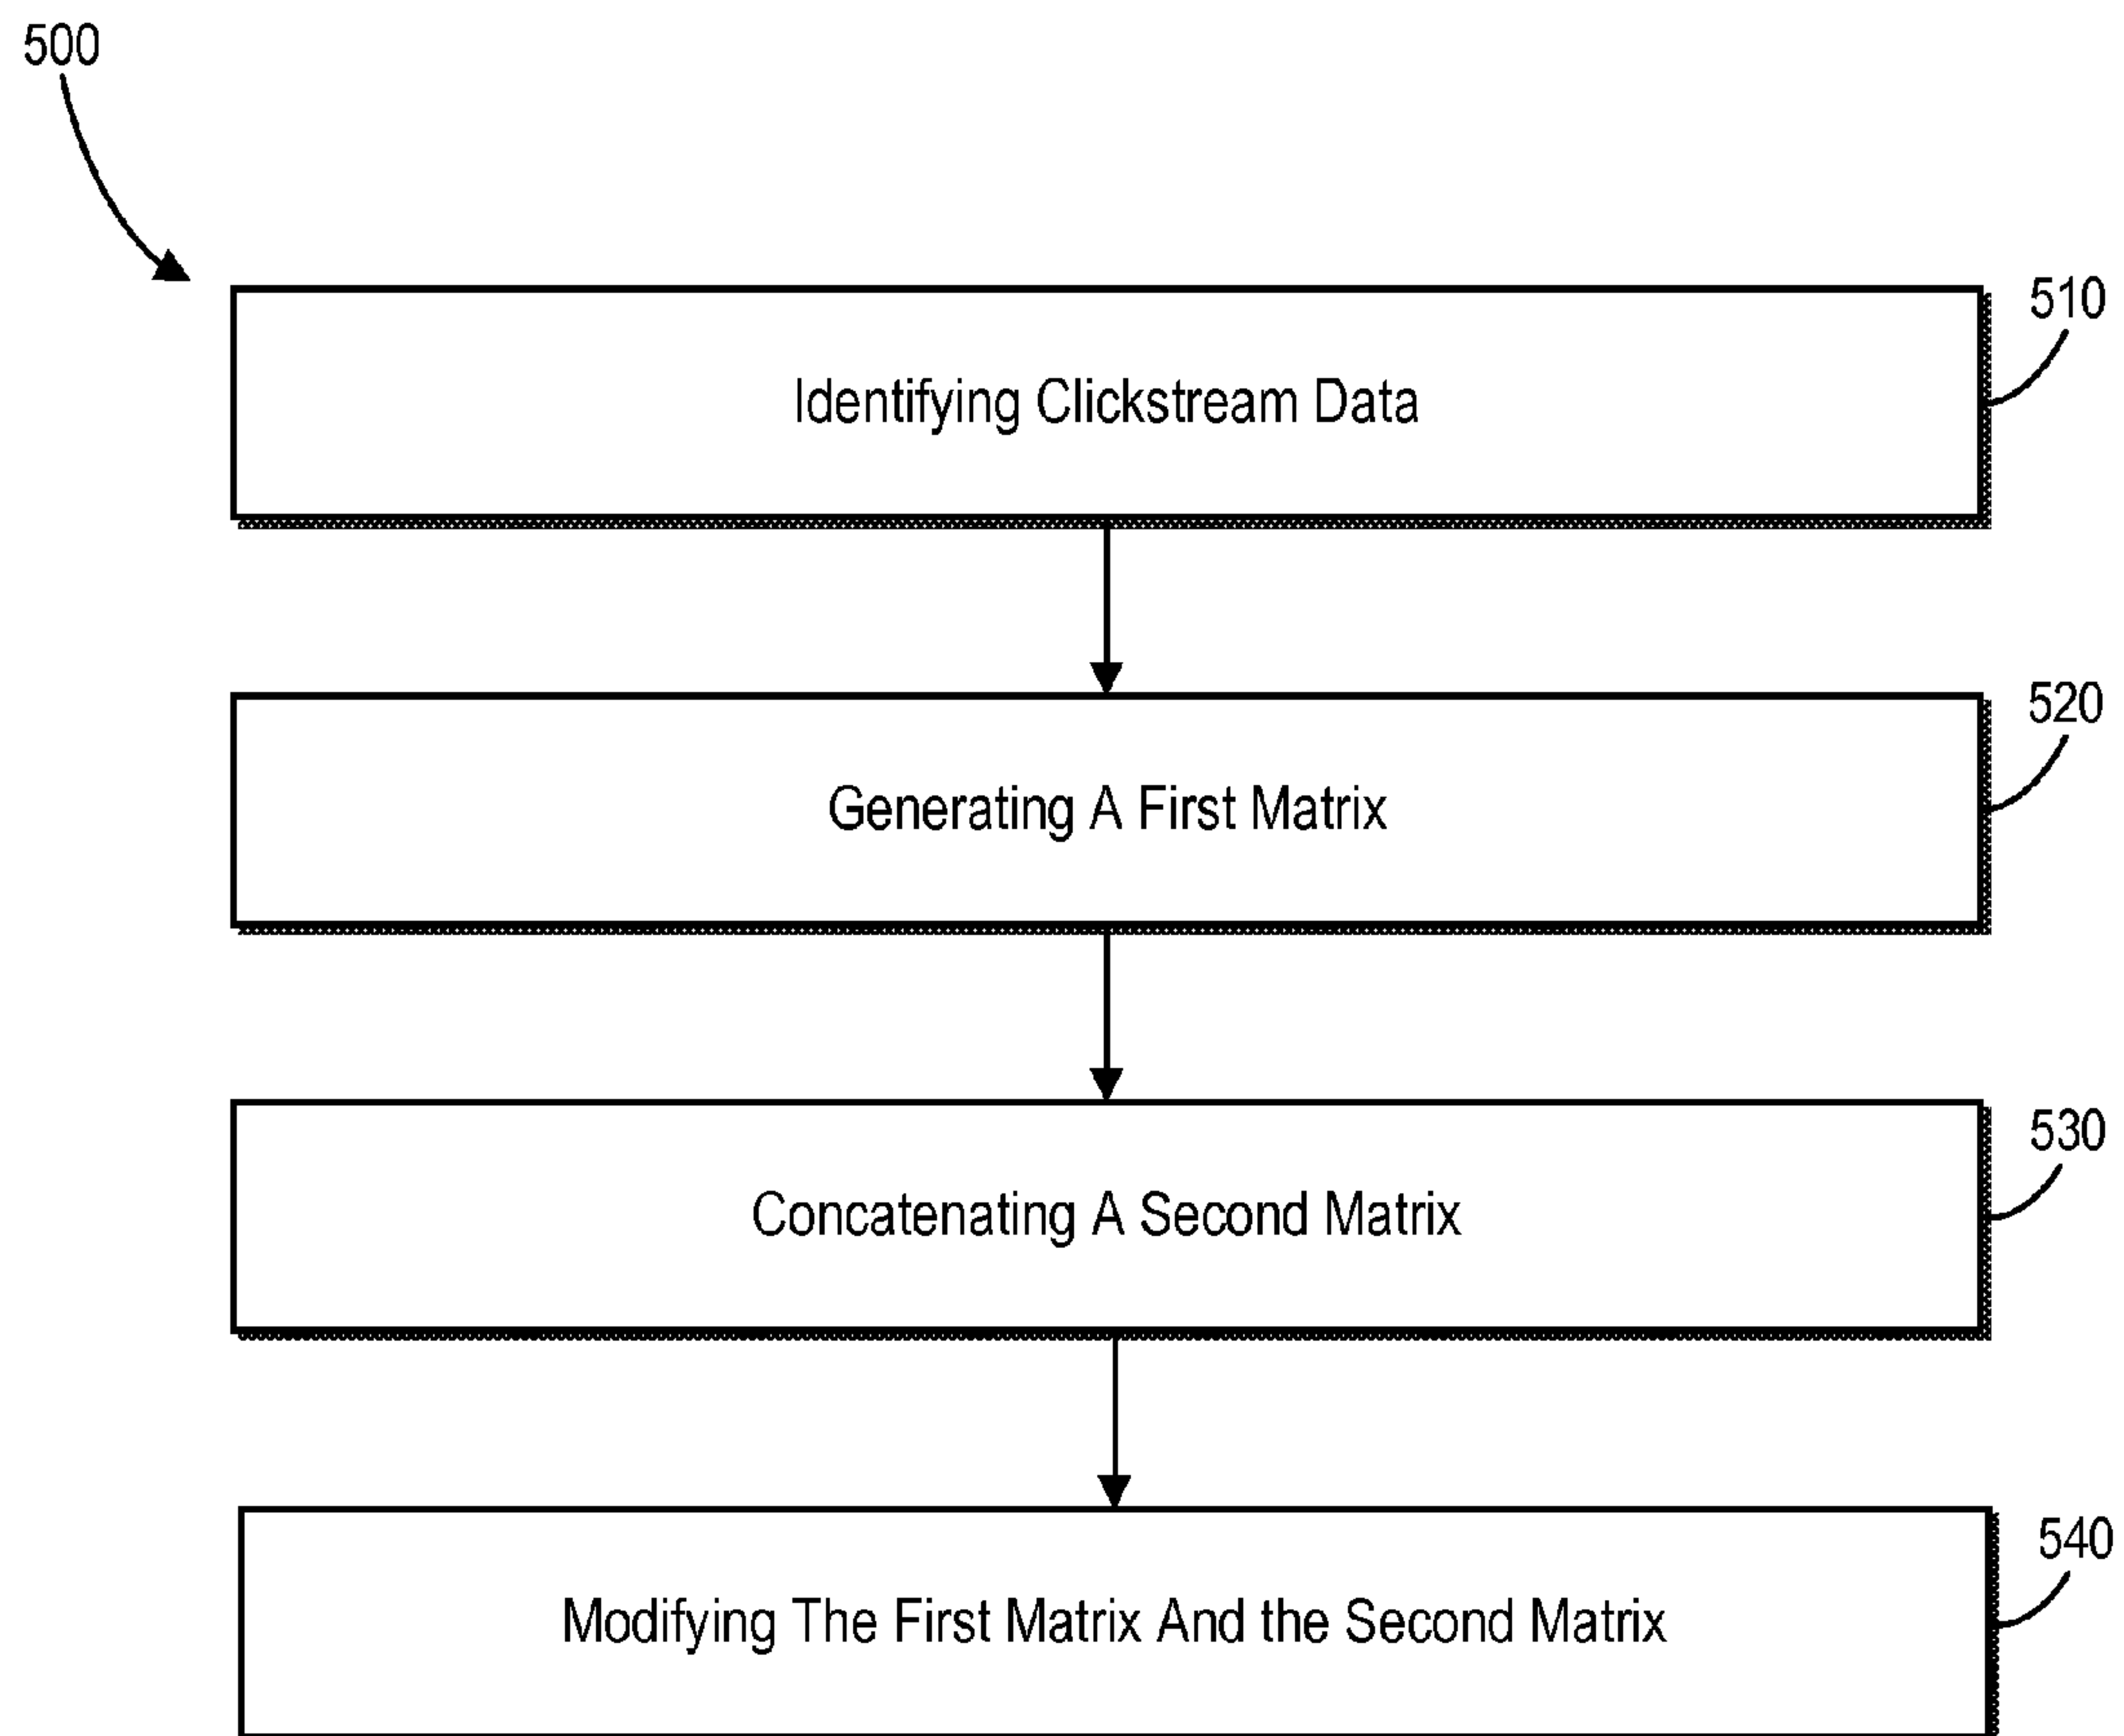 500
510
Identifying Clickstream Data
520
Generating A First Matrix
530
Concatenating A Second Matrix
540
Modifying The First Matrix And the Second Matrix